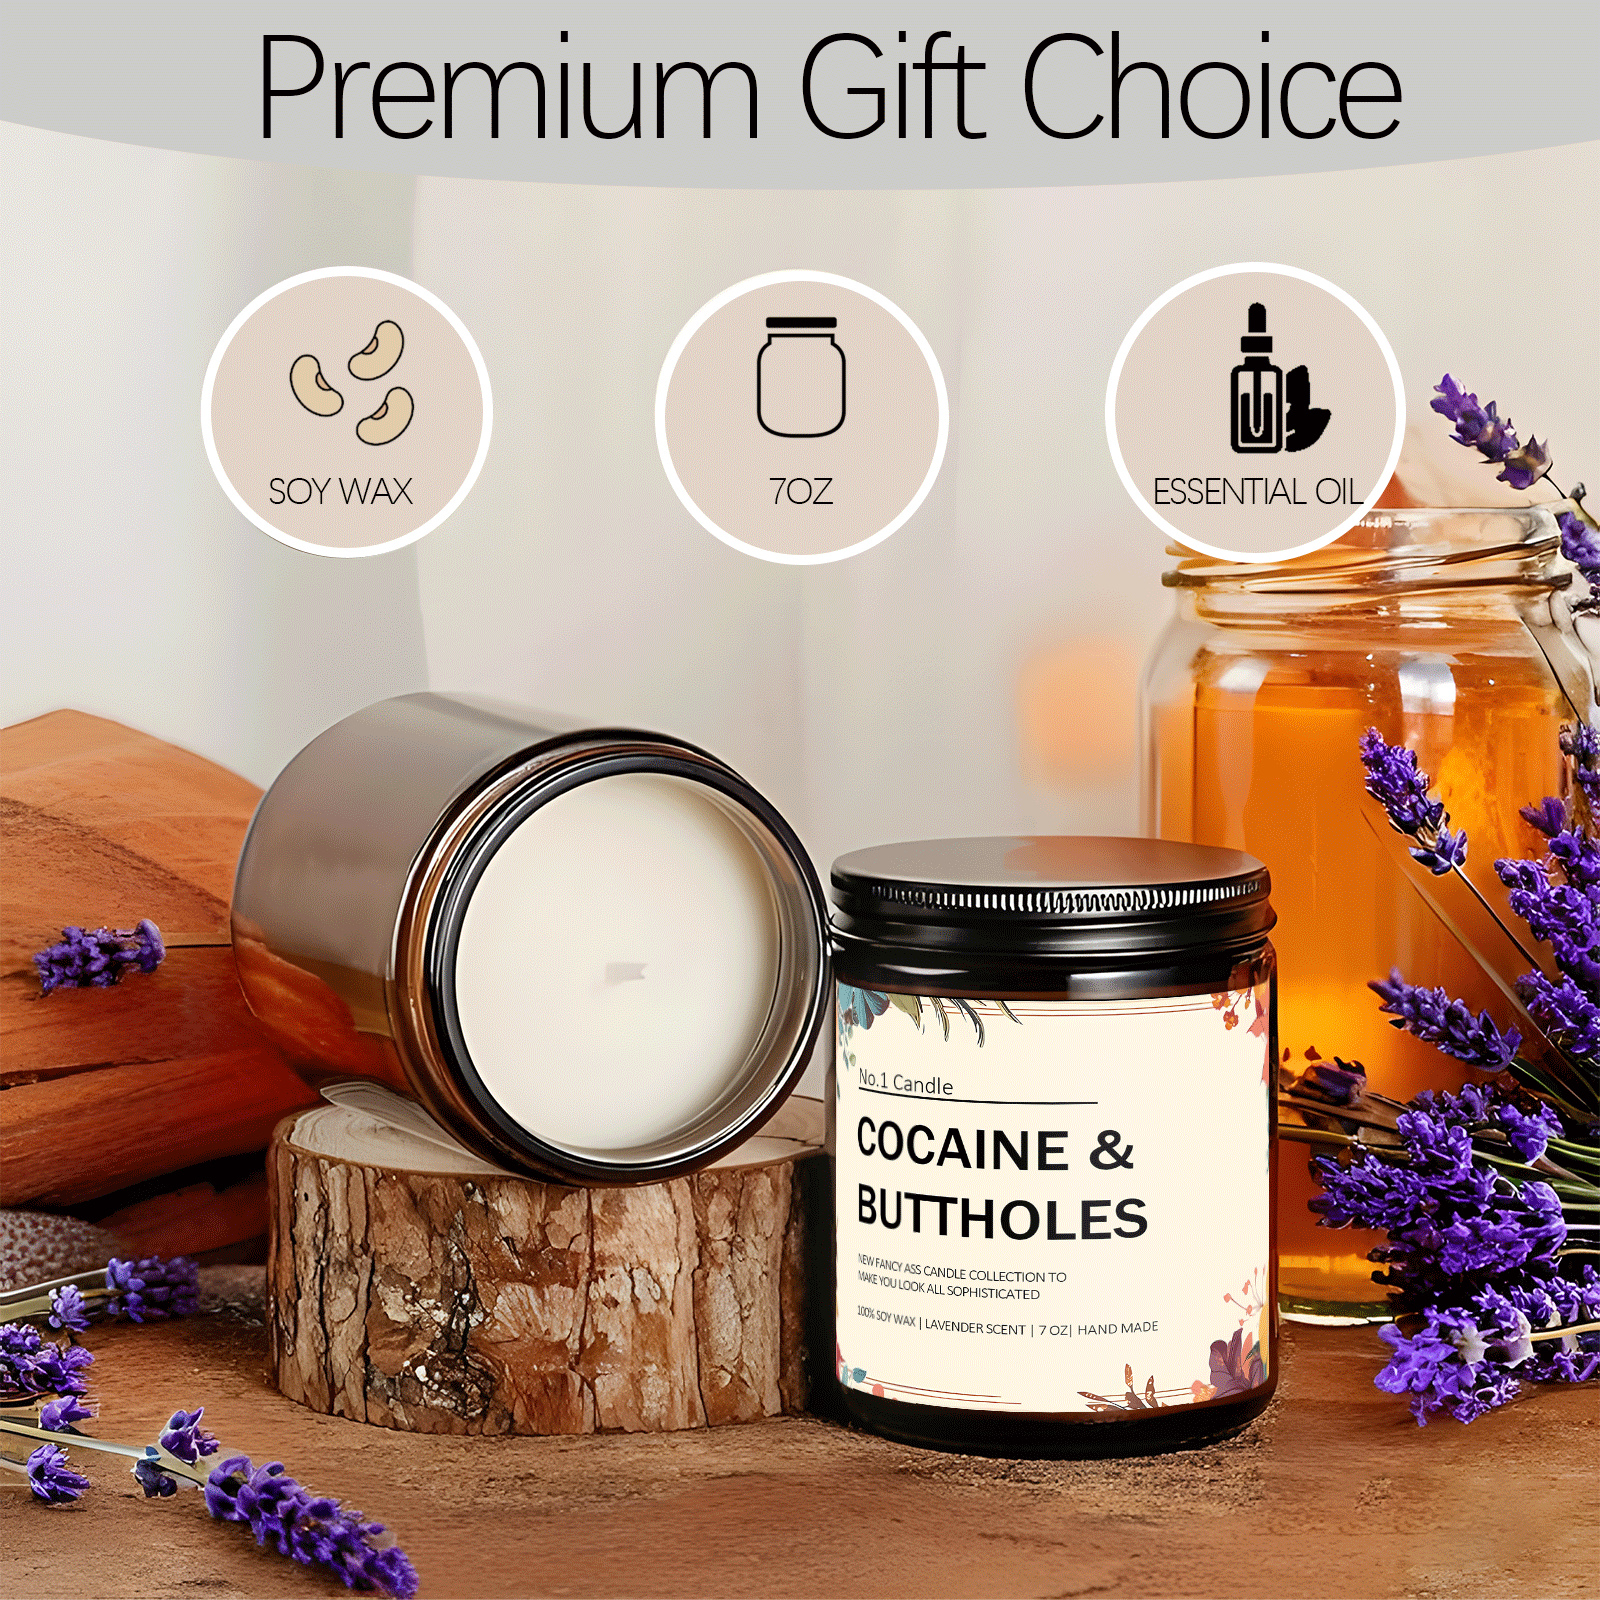 Premium Gift Choice
SOY WAX
7OZ
ESSENTIAL OIL
No.1 Candle
COCAINE &
BUTTHOLES
NEW FANCY ASS CANDLE COLLECTION TO
MAKE YOU LOOK ALL SOPHISTICATED
100% SOY WAX | LAVENDER SCENT | 7 OZ| HAND MADE